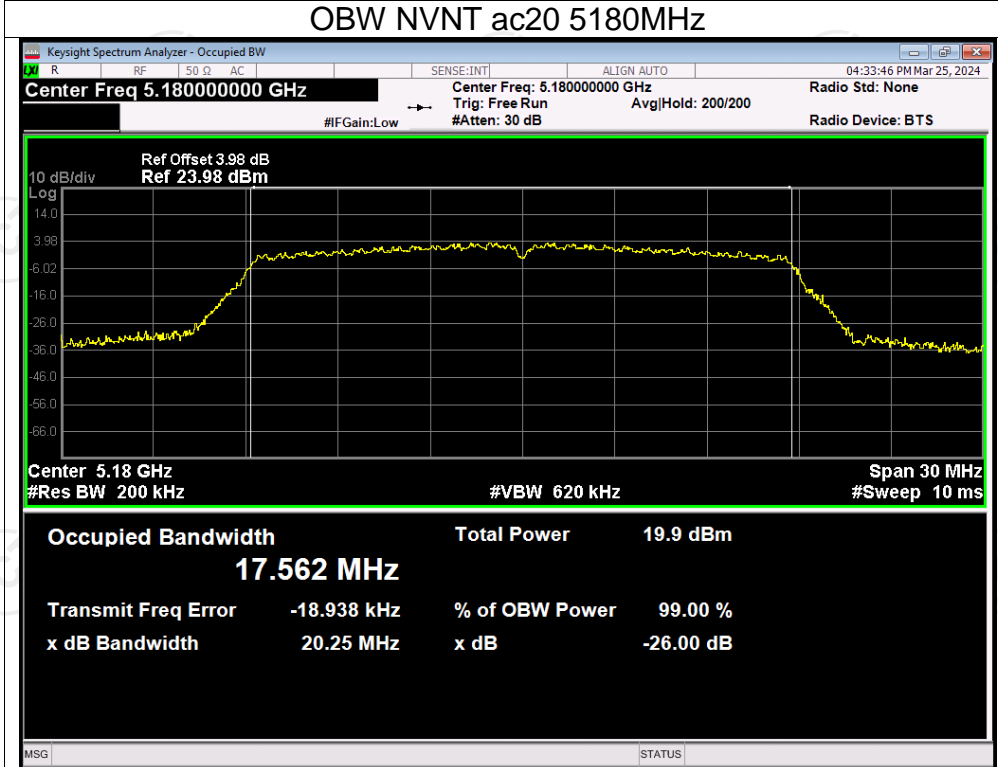 OBW NVNT ac20 5180MHz
Keysight Spectrum Analyzer - Occupied BW
LXI R RF 50 Ω AC SENSE:INT ALIGN AUTO 04:33:46 PM Mar 25, 2024
Center Freq 5.180000000 GHz Center Freq: 5.180000000 GHz Radio Std: None
Trig: Free Run Avg|Hold: 200/200
#IFGain:Low #Atten: 30 dB Radio Device: BTS
Ref Offset 3.98 dB
10 dB/div Ref 23.98 dBm
Log
14.0
3.98
-6.02
-16.0
-26.0
-36.0
-46.0
-56.0
-66.0
Center 5.18 GHz Span 30 MHz
#Res BW 200 kHz #VBW 620 kHz #Sweep 10 ms
Occupied Bandwidth Total Power 19.9 dBm
17.562 MHz
Transmit Freq Error -18.938 kHz % of OBW Power 99.00 %
x dB Bandwidth 20.25 MHz x dB -26.00 dB
MSG STATUS